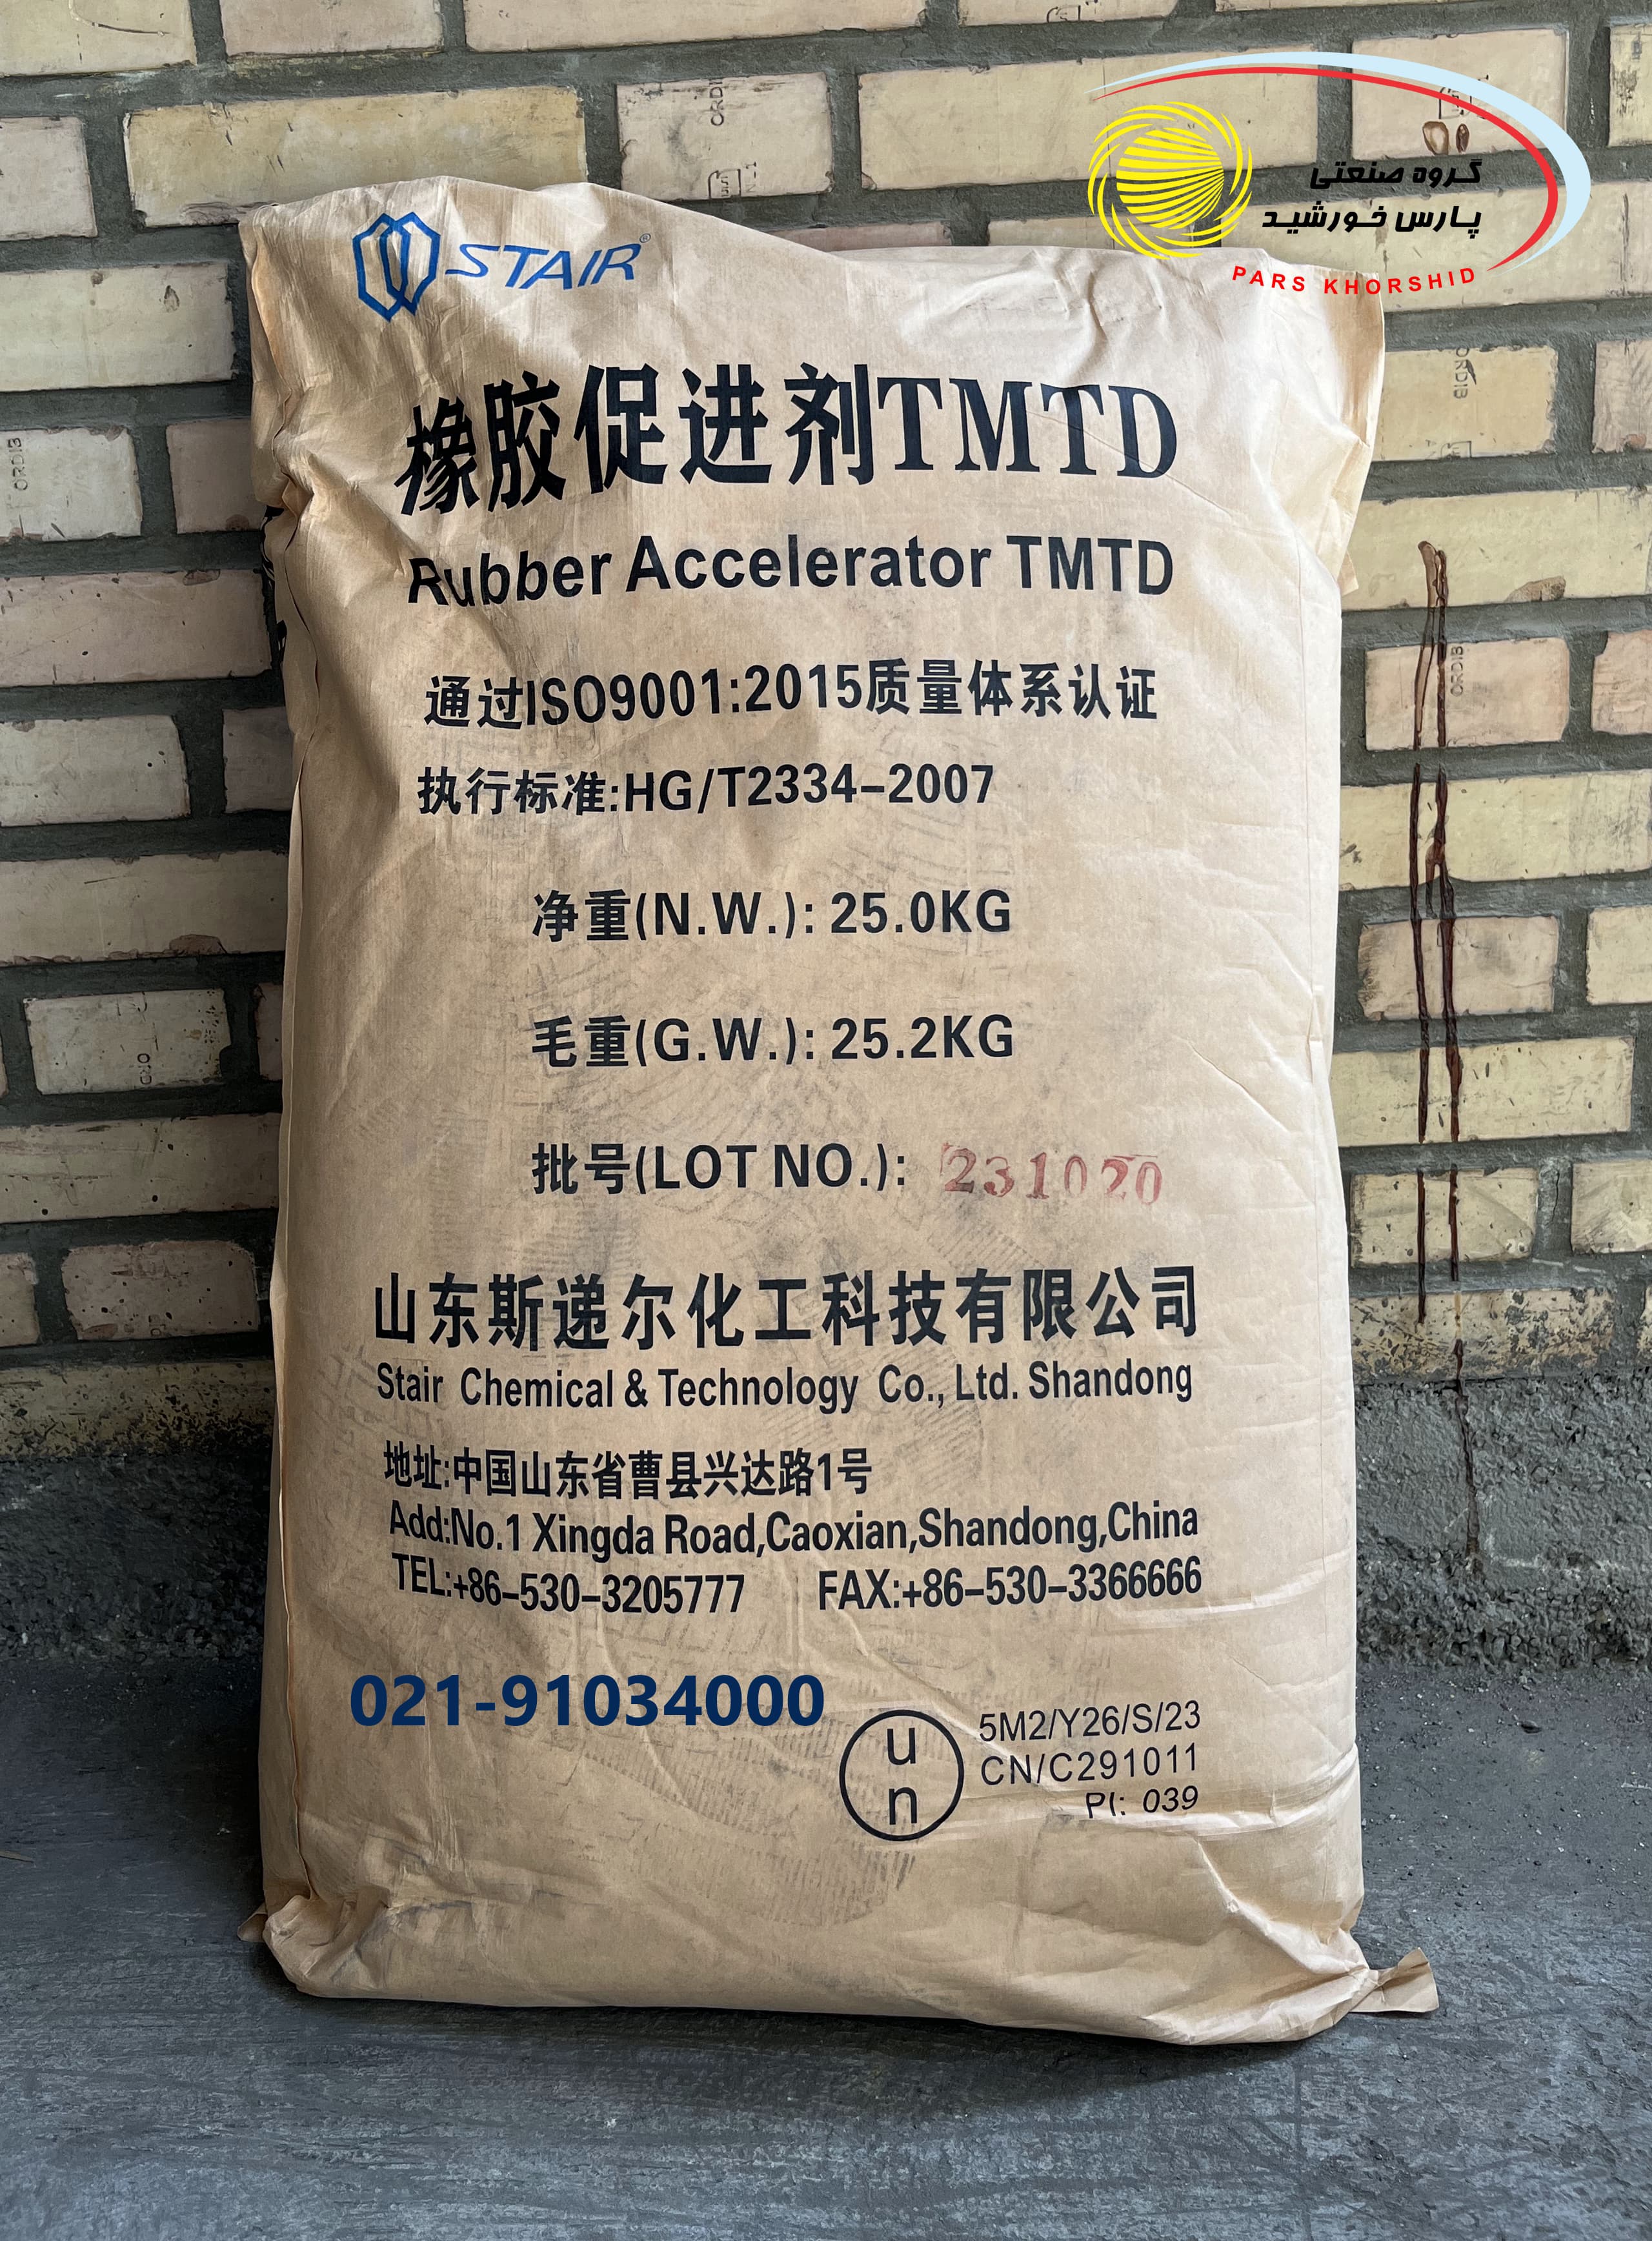 گروه صنعتی
پارس خورشید
PARS KHORSHID
STAIR®
橡胶促进剂TMTD
Rubber Accelerator TMTD
通过ISO9001:2015质量体系认证
执行标准:HG/T2334-2007
净重(N.W.): 25.0KG
毛重(G.W.): 25.2KG
批号(LOT NO.): 231020
山东斯递尔化工科技有限公司
Stair Chemical & Technology Co., Ltd. Shandong
地址:中国山东省曹县兴达路1号
Add:No.1 Xingda Road,Caoxian,Shandong,China
TEL:+86-530-3205777 FAX:+86-530-3366666
021-91034000
un
5M2/Y26/S/23
CN/C291011
PI: 039